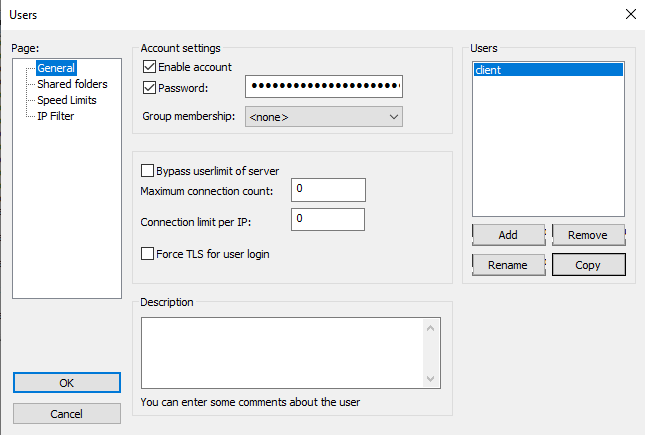 Users
Page:
General
Shared folders
Speed Limits
IP Filter
OK
Cancel
Account settings
Enable account
Password: ●●●●●●●●●●●●●●●●●●●●●●
Group membership: <none>
Bypass userlimit of server
Maximum connection count: 0
Connection limit per IP: 0
Force TLS for user login
Description
You can enter some comments about the user
Users
client
Add Remove
Rename Copy